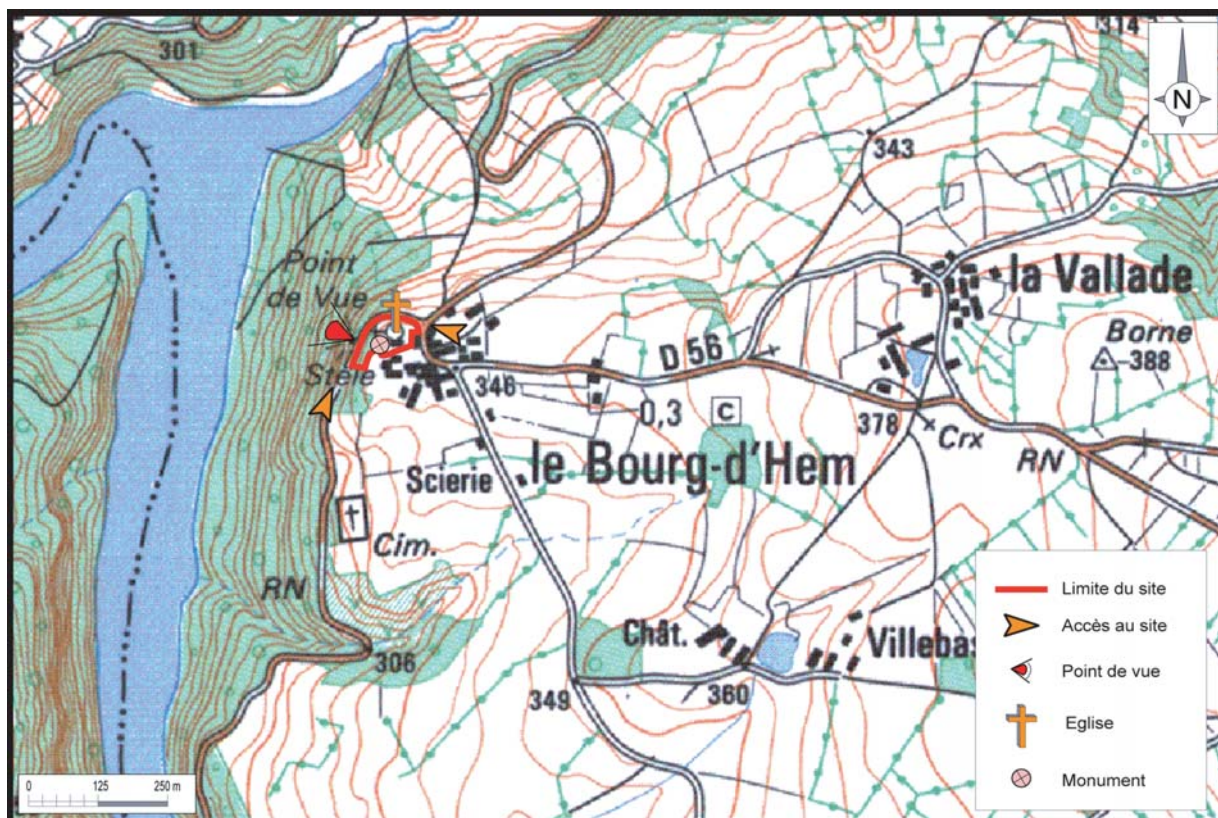 301
314
N
343
Point
de Vue
la Vallade
Borne
388
Stèle
D 56
346
0,3
C
378
Crx
RN
Scierie
le Bourg-d'Hem
Cim.
RN
306
Chât.
Villebas
349
360
Limite du site
Accès au site
Point de vue
Eglise
Monument
0 125 250 m